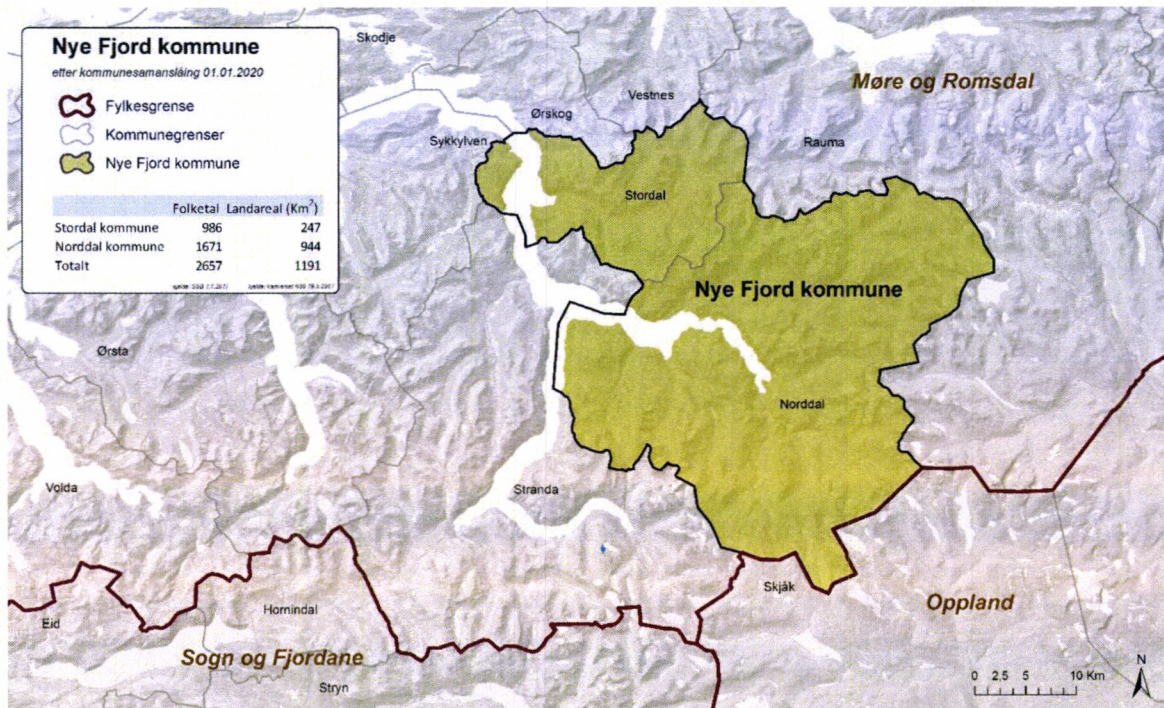 Nye Fjord kommune
etter kommunesamanslåing 01.01.2020
Fylkesgrense
Kommunegrenser
Nye Fjord kommune
Folketal Landareal (Km²)
Stordal kommune 986 247
Norddal kommune 1671 944
Totalt 2657 1191
Skodje
Møre og Romsdal
Vestnes
Ørskog
Sykkylven
Rauma
Stordal
Nye Fjord kommune
Ørsta
Norddal
Volda
Stranda
Skjåk
Hornindal
Eid
Oppland
Sogn og Fjordane
Stryn
N
0 2,5 5 10 Km